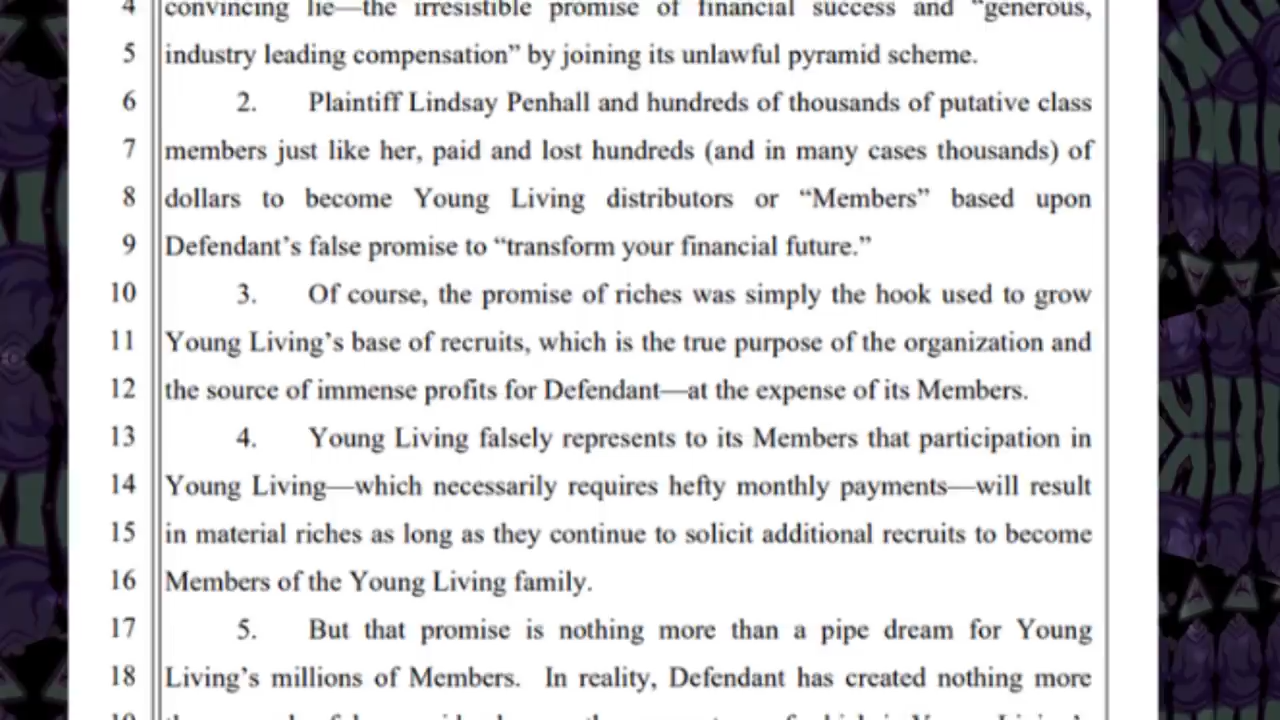 4 convincing lie—the irresistible promise of financial success and “generous,
5 industry leading compensation” by joining its unlawful pyramid scheme.
6 2. Plaintiff Lindsay Penhall and hundreds of thousands of putative class
7 members just like her, paid and lost hundreds (and in many cases thousands) of
8 dollars to become Young Living distributors or “Members” based upon
9 Defendant’s false promise to “transform your financial future.”
10 3. Of course, the promise of riches was simply the hook used to grow
11 Young Living’s base of recruits, which is the true purpose of the organization and
12 the source of immense profits for Defendant—at the expense of its Members.
13 4. Young Living falsely represents to its Members that participation in
14 Young Living—which necessarily requires hefty monthly payments—will result
15 in material riches as long as they continue to solicit additional recruits to become
16 Members of the Young Living family.
17 5. But that promise is nothing more than a pipe dream for Young
18 Living’s millions of Members. In reality, Defendant has created nothing more